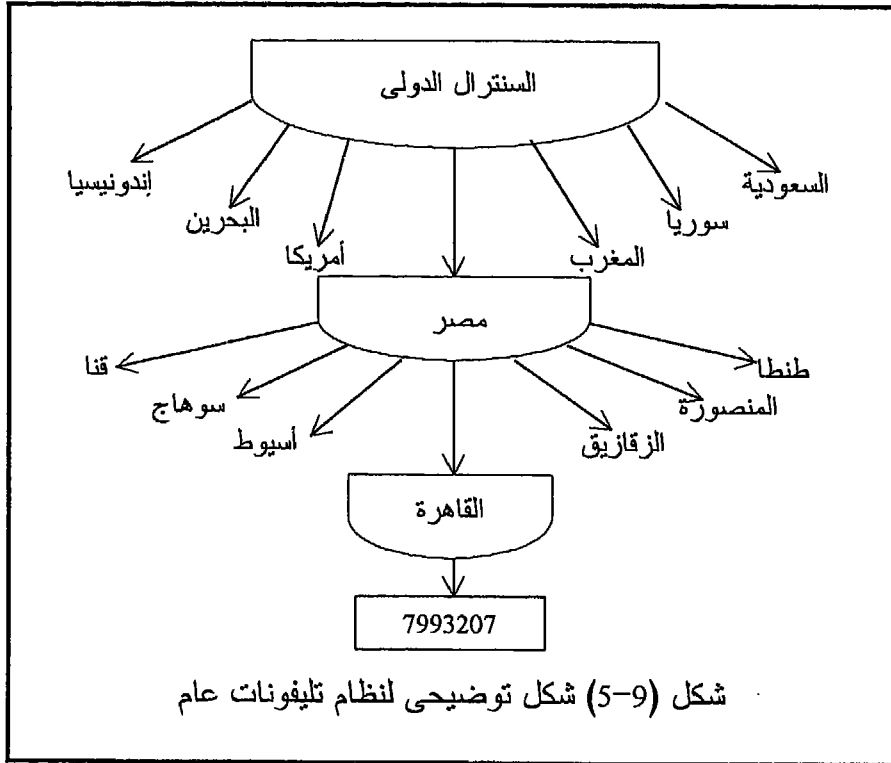 السنترال الدولى
السعودية
سوريا
المغرب
أمريكا
البحرين
إندونيسيا
مصر
طنطا
المنصورة
الزقازيق
أسيوط
سوهاج
قنا
القاهرة
7993207
شكل (9-5) شكل توضيحى لنظام تليفونات عام